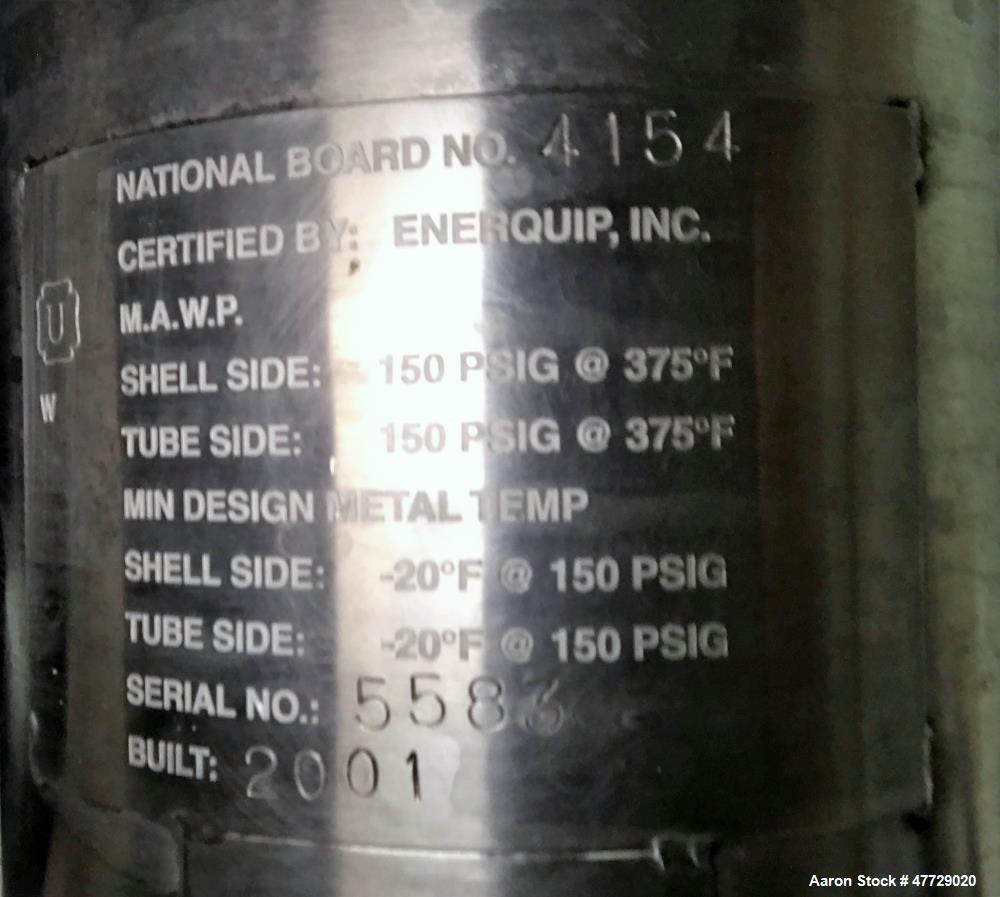 NATIONAL BOARD NO. 4154
CERTIFIED BY: ENERQUIP, INC.
U
W
M.A.W.P.
SHELL SIDE: 150 PSIG @ 375°F
TUBE SIDE: 150 PSIG @ 375°F
MIN DESIGN METAL TEMP
SHELL SIDE: -20°F @ 150 PSIG
TUBE SIDE: -20°F @ 150 PSIG
SERIAL NO.: 5583
BUILT: 2001
Aaron Stock # 47729020